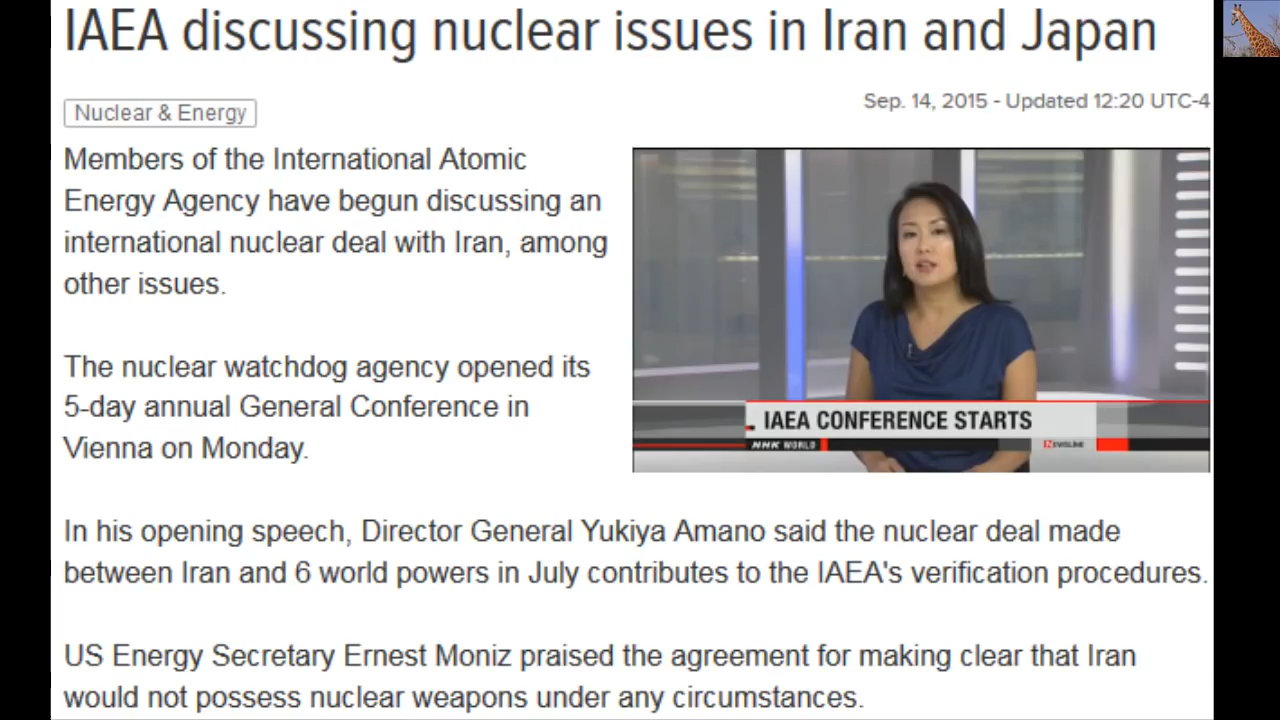 IAEA discussing nuclear issues in Iran and Japan
Nuclear & Energy
Sep. 14, 2015 - Updated 12:20 UTC-4
Members of the International Atomic
Energy Agency have begun discussing an
international nuclear deal with Iran, among
other issues.
The nuclear watchdog agency opened its
5-day annual General Conference in
Vienna on Monday.
IAEA CONFERENCE STARTS
NHK WORLD
NEWSLINE
In his opening speech, Director General Yukiya Amano said the nuclear deal made
between Iran and 6 world powers in July contributes to the IAEA's verification procedures.
US Energy Secretary Ernest Moniz praised the agreement for making clear that Iran
would not possess nuclear weapons under any circumstances.